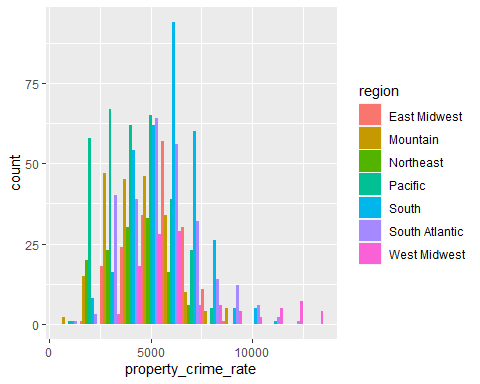 75
50
25
0
count
0
5000
10000
property_crime_rate
region
East Midwest
Mountain
Northeast
Pacific
South
South Atlantic
West Midwest